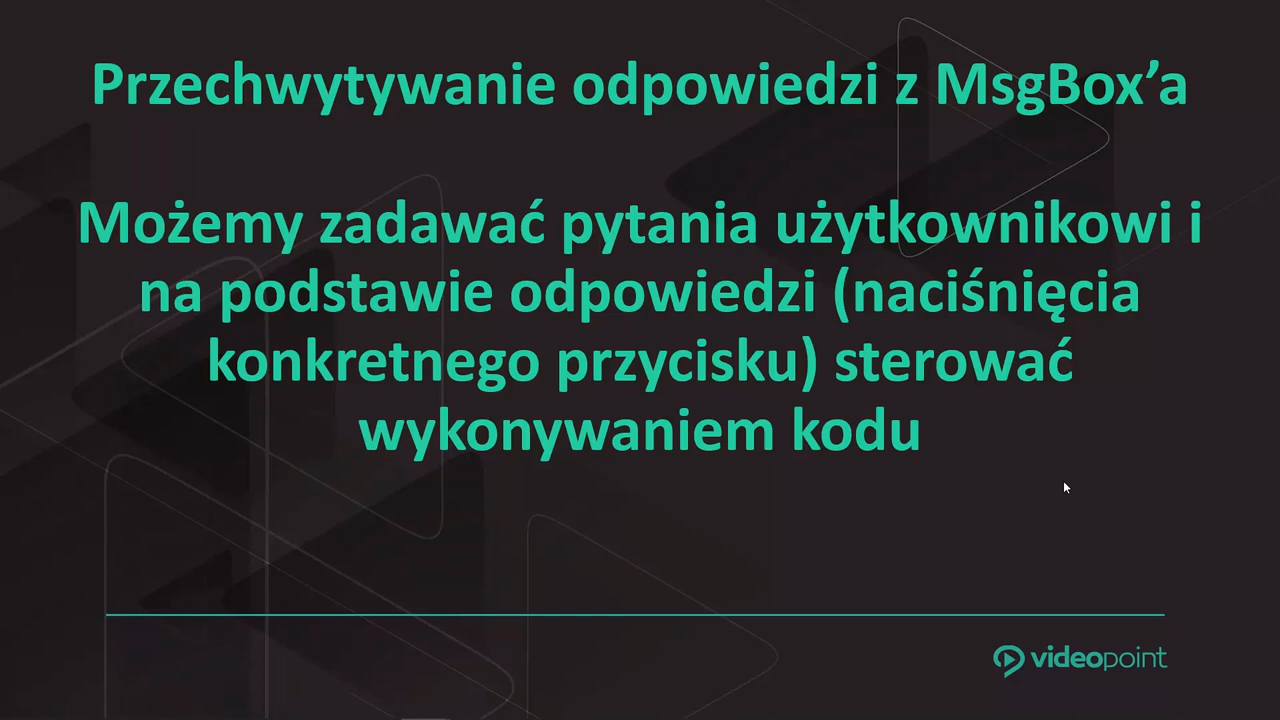 Przechwytywanie odpowiedzi z MsgBox’a
Możemy zadawać pytania użytkownikowi i
na podstawie odpowiedzi (naciśnięcia
konkretnego przycisku) sterować
wykonywaniem kodu
videopoint